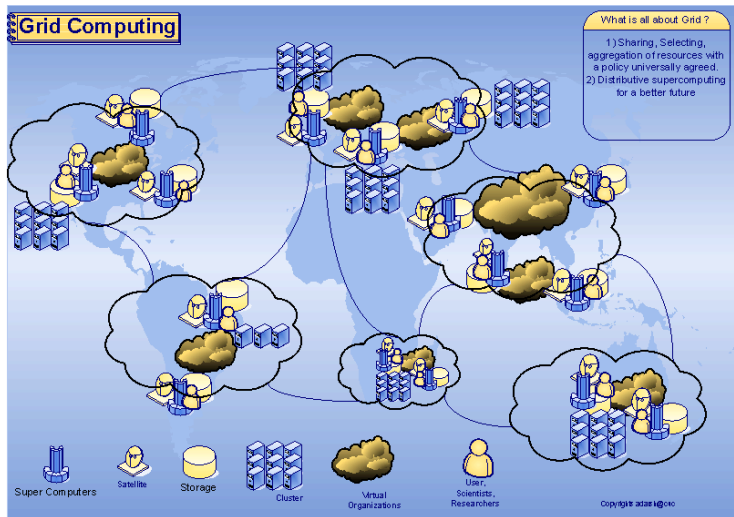 Grid Computing
What is all about Grid ?
1) Sharing, Selecting,
aggregation of resources with
a policy universally agreed.
2) Distributive supercomputing
for a better future
Super Computers
Satellite
Storage
Cluster
Virtual
Organizations
User,
Scientists,
Researchers
Copyrights